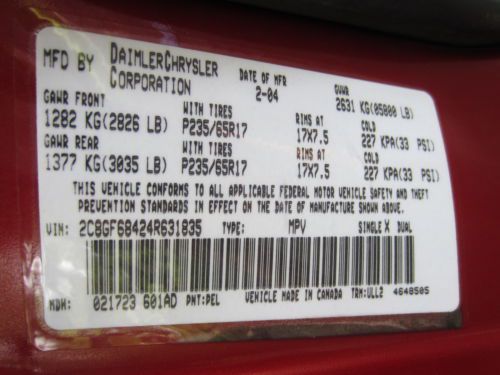 MFD BY DAIMLERCHRYSLER CORPORATION DATE OF MFR 2-04 GVWR 2631 KG(05800 LB)
GAWR FRONT WITH TIRES RIMS AT COLD
1282 KG(2826 LB) P235/65R17 17X7.5 227 KPA(33 PSI)
GAWR REAR WITH TIRES RIMS AT COLD
1377 KG(3035 LB) P235/65R17 17X7.5 227 KPA(33 PSI)
THIS VEHICLE CONFORMS TO ALL APPLICABLE FEDERAL MOTOR VEHICLE SAFETY AND THEFT
PREVENTION STANDARDS IN EFFECT ON THE DATE OF MANUFACTURE SHOWN ABOVE.
VIN: 2C8GF68424R631835 TYPE: MPV SINGLE X DUAL
MDH: 021723 601AD PNT:PEL VEHICLE MADE IN CANADA TRM:ULL2 4648505